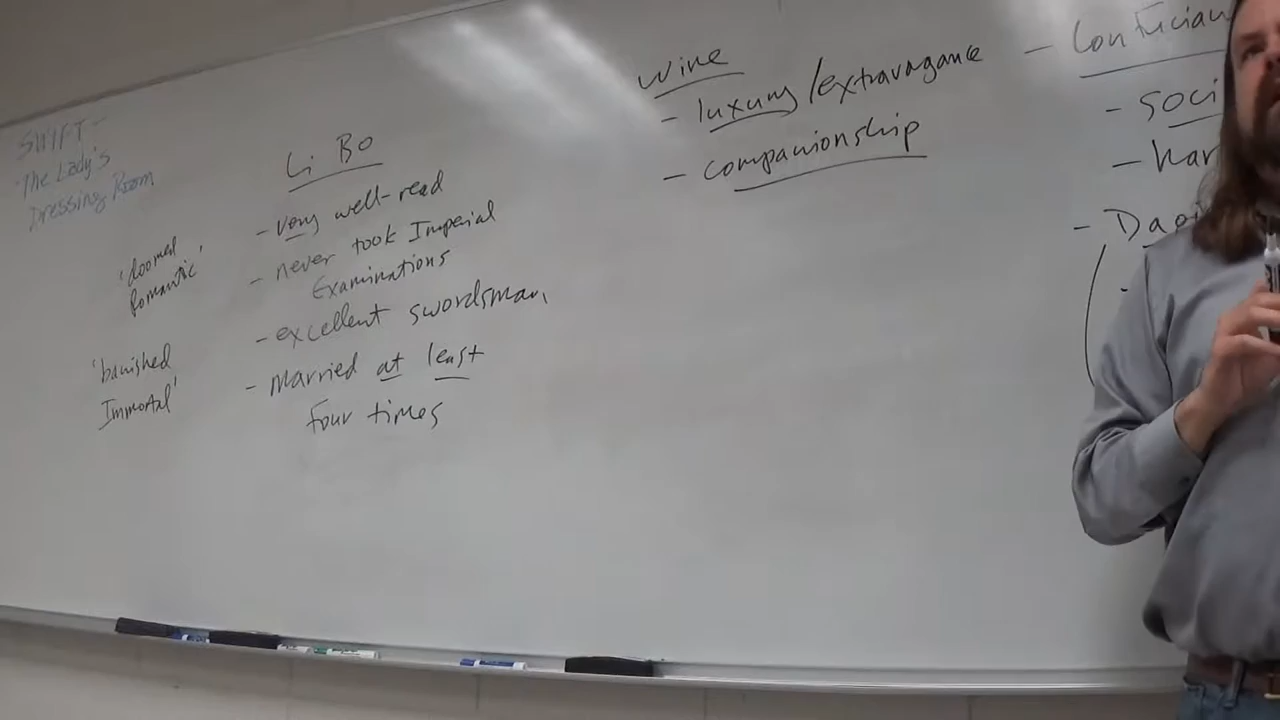 SWIFT -
"The Lady's
Dressing Room
'doomed
Romantic'
'banished
Immortal'
Li Bo
- very well-read
- never took Imperial
Examinations
- excellent swordsman
- Married at least
four times
Wine
- luxury/extravagance
- companionship
- Confucian
- soci
- har
- Dao